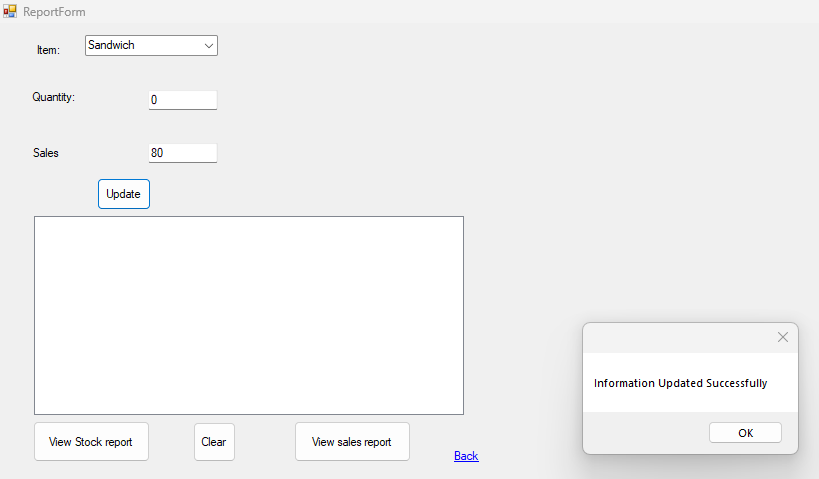 ReportForm
Item:
Sandwich
Quantity:
0
Sales
80
Update
Information Updated Successfully
OK
View Stock report
Clear
View sales report
Back